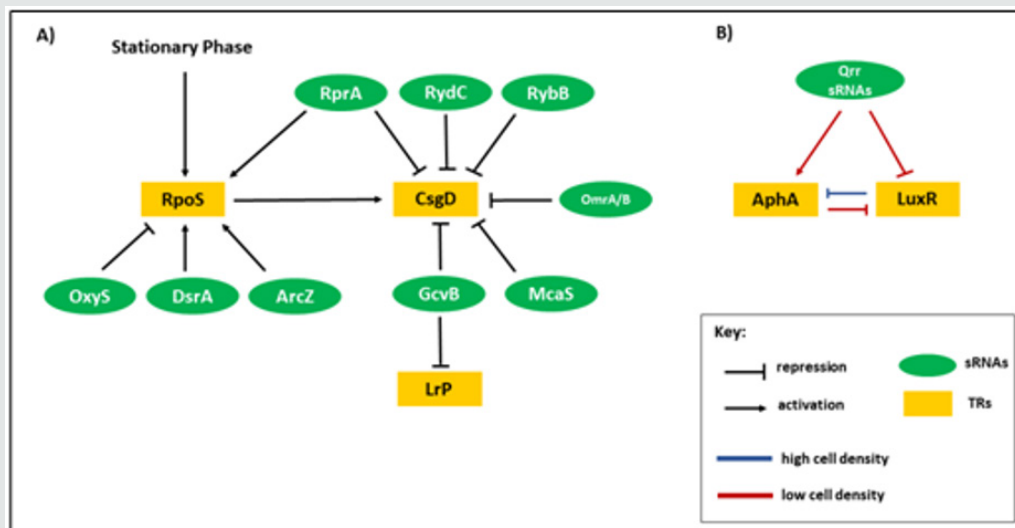 A)
Stationary Phase
RprA
RydC
RybB
RpoS
CsgD
OmrA/B
OxyS
DsrA
ArcZ
GcvB
McaS
LrP
B)
Qrr
sRNAs
AphA
LuxR
Key:
repression
sRNAs
activation
TRs
high cell density
low cell density